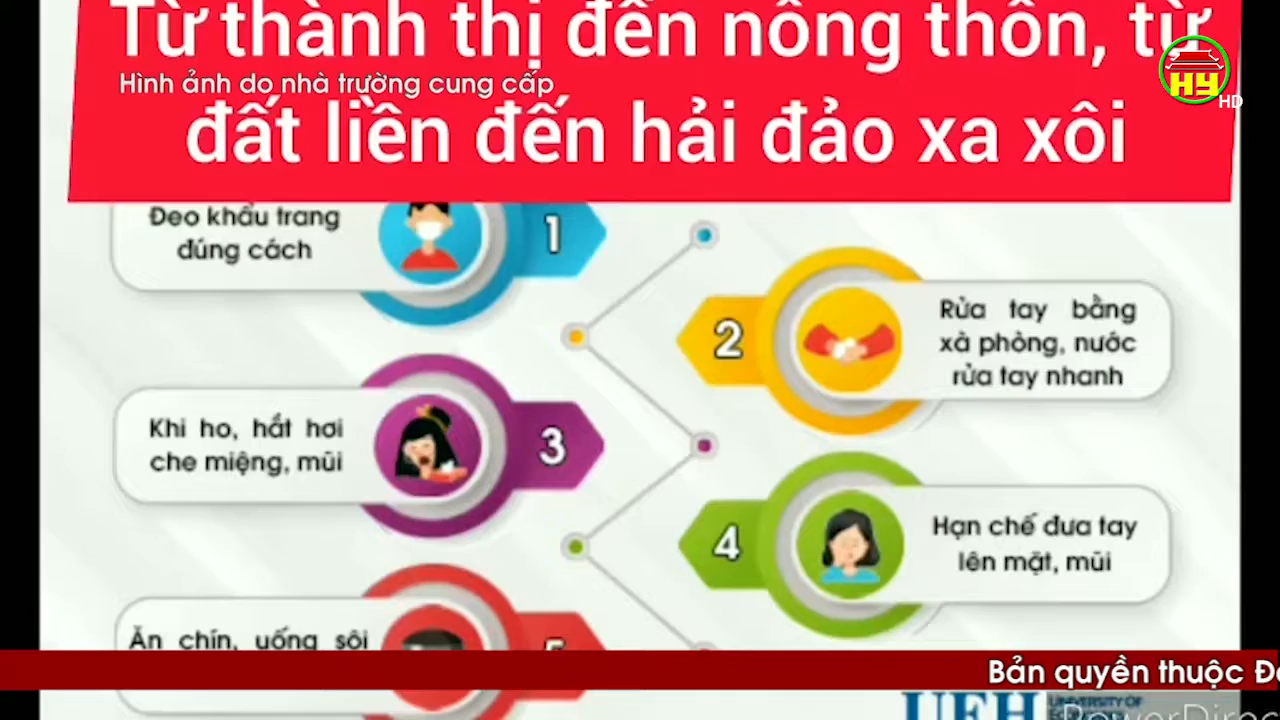 Từ thành thị đến nông thôn, từ
Hình ảnh do nhà trường cung cấp
HY
HD
đất liền đến hải đảo xa xôi
Đeo khẩu trang
đúng cách
1
2
Rửa tay bằng
xà phòng, nước
rửa tay nhanh
Khi ho, hắt hơi
che miệng, mũi
3
4
Hạn chế đưa tay
lên mặt, mũi
Ăn chín, uống sôi
5
Bản quyền thuộc
UEH
UNIVERSITY OF